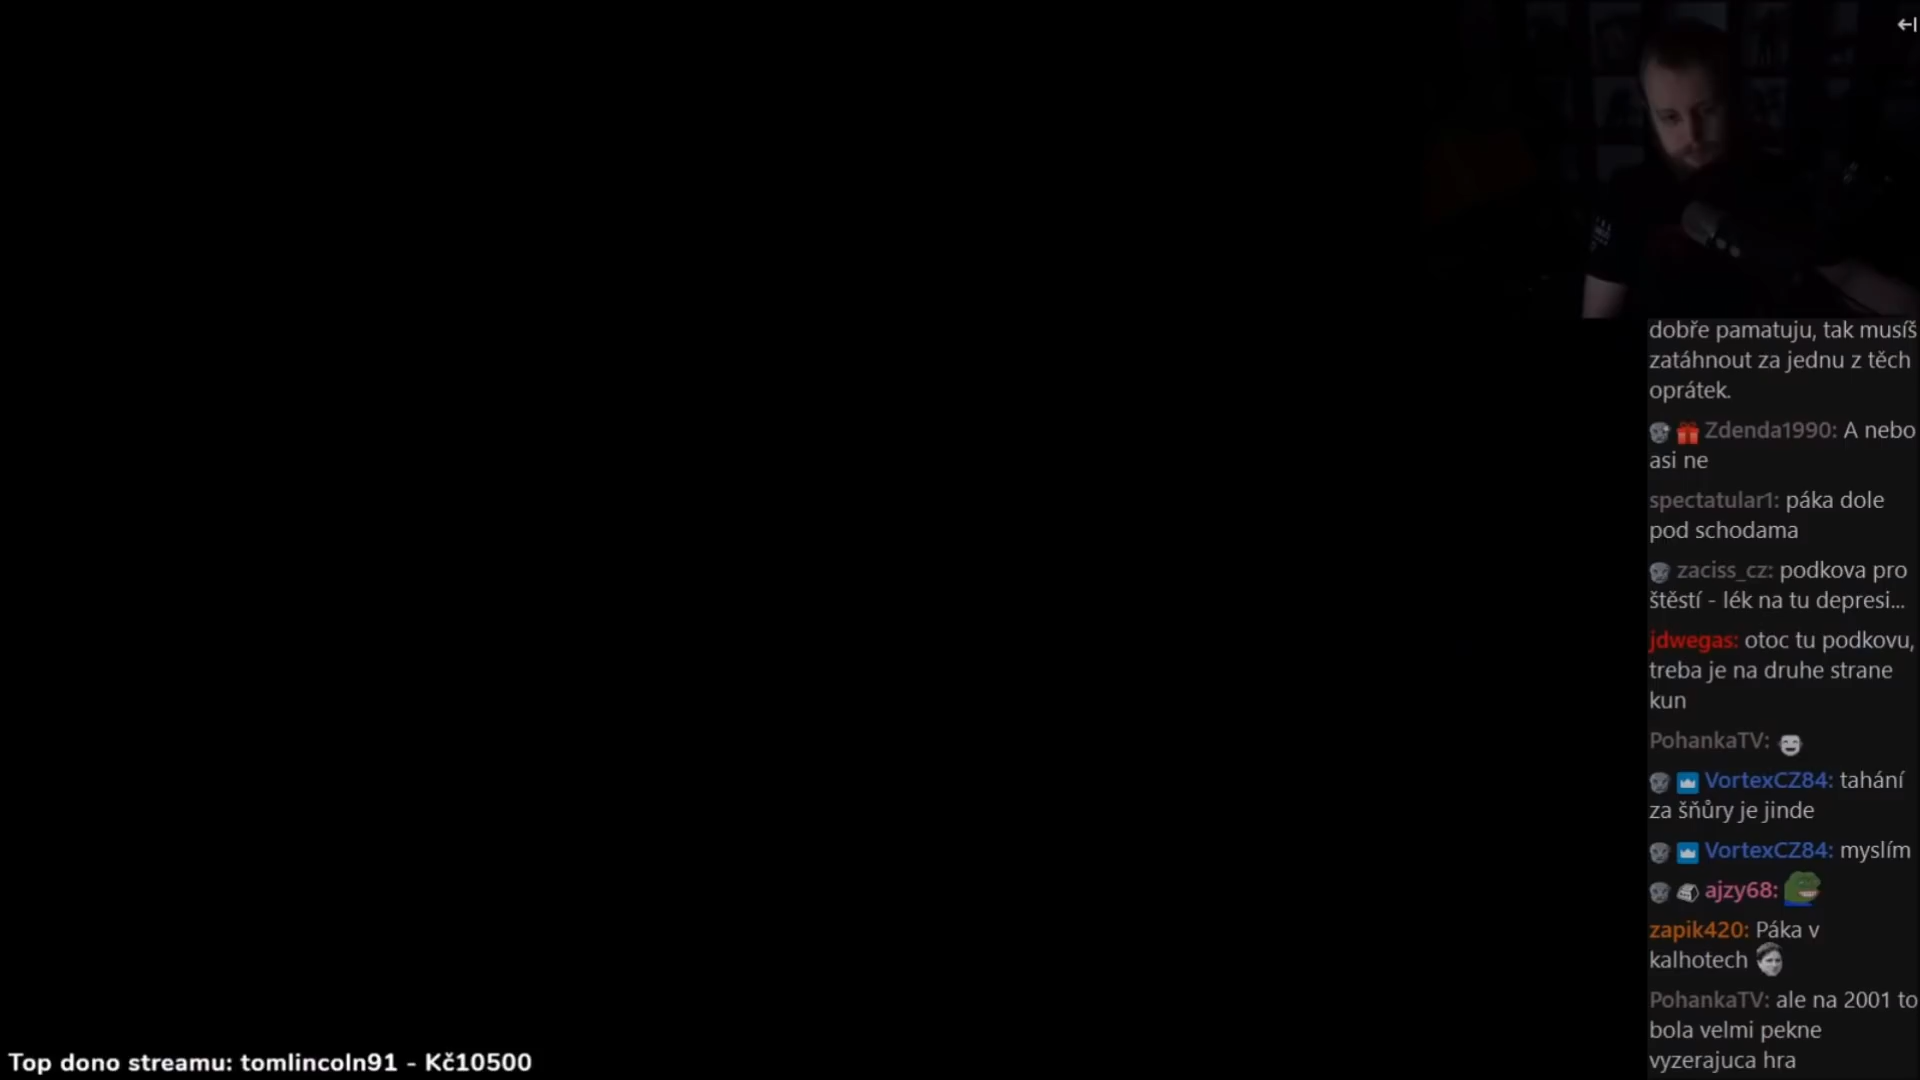 dobře pamatuju, tak musíš
zatáhnout za jednu z těch
oprátek.
Zdenda1990: A nebo
asi ne
spectatular1: páka dole
pod schodama
zaciss_cz: podkova pro
štěstí - lék na tu depresi...
jdwegas: otoc tu podkovu,
treba je na druhe strane
kun
PohankaTV:
VortexCZ84: tahání
za šňůry je jinde
VortexCZ84: myslím
ajzy68:
zapik420: Páka v
kalhotech
PohankaTV: ale na 2001 to
bola velmi pekne
vyzerajuca hra
Top dono streamu: tomlincoln91 - Kč10500